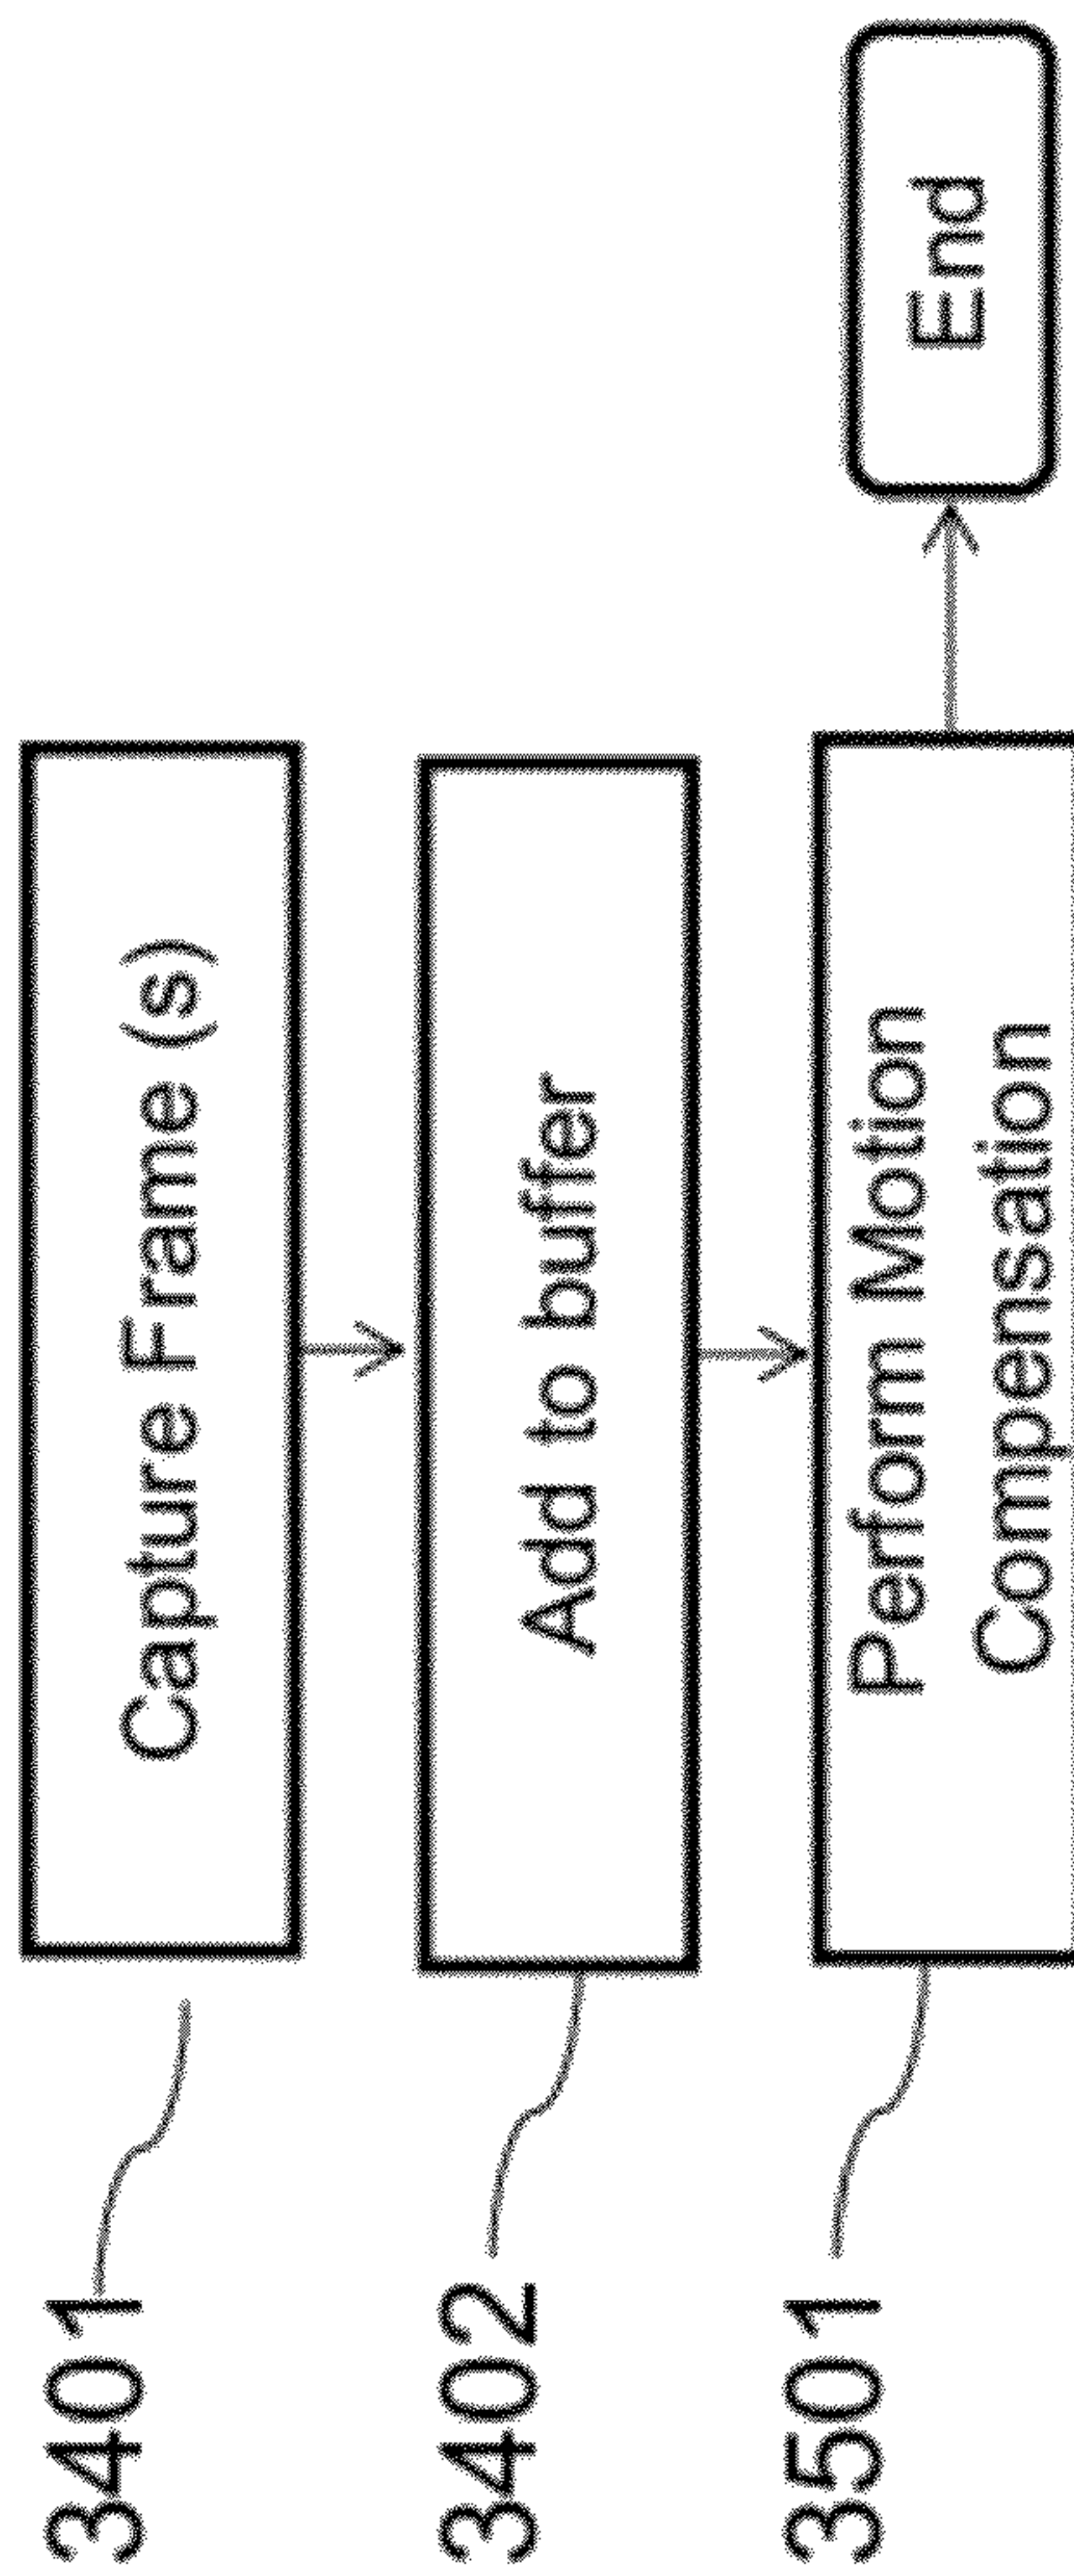 3401
Capture Frame (s)
3402
Add to buffer
3501
Perform Motion
Compensation
End